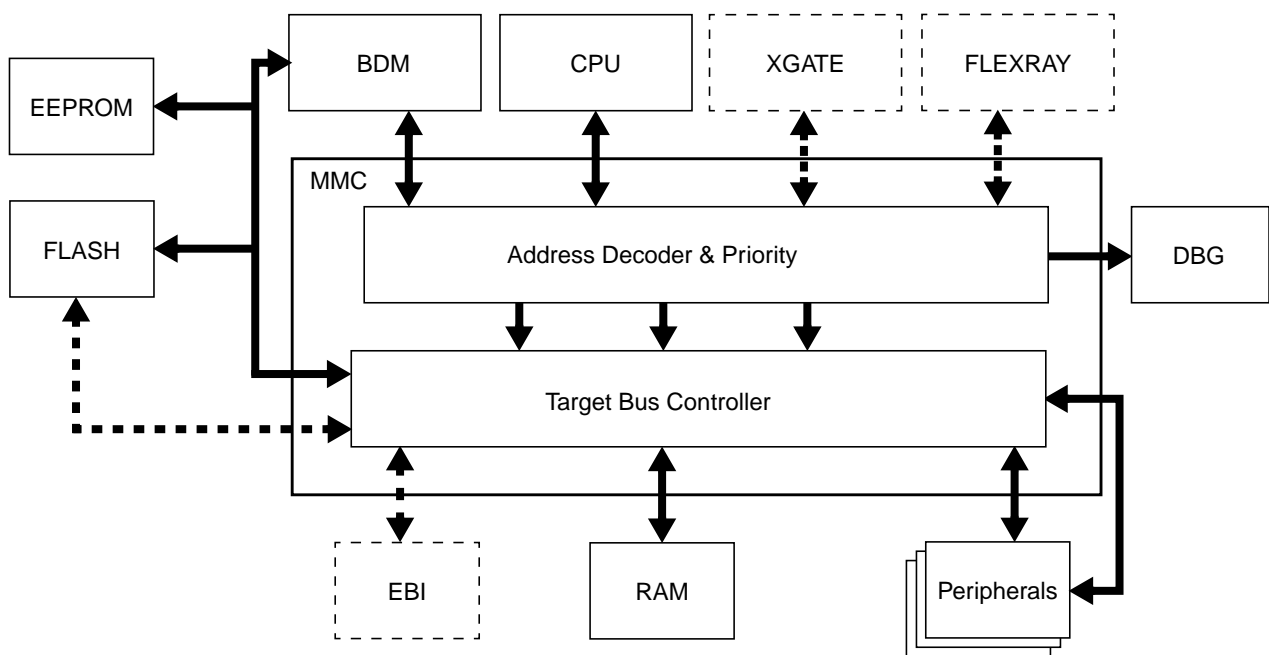 BDM
CPU
XGATE
FLEXRAY
EEPROM
MMC
FLASH
Address Decoder & Priority
DBG
Target Bus Controller
EBI
RAM
Peripherals